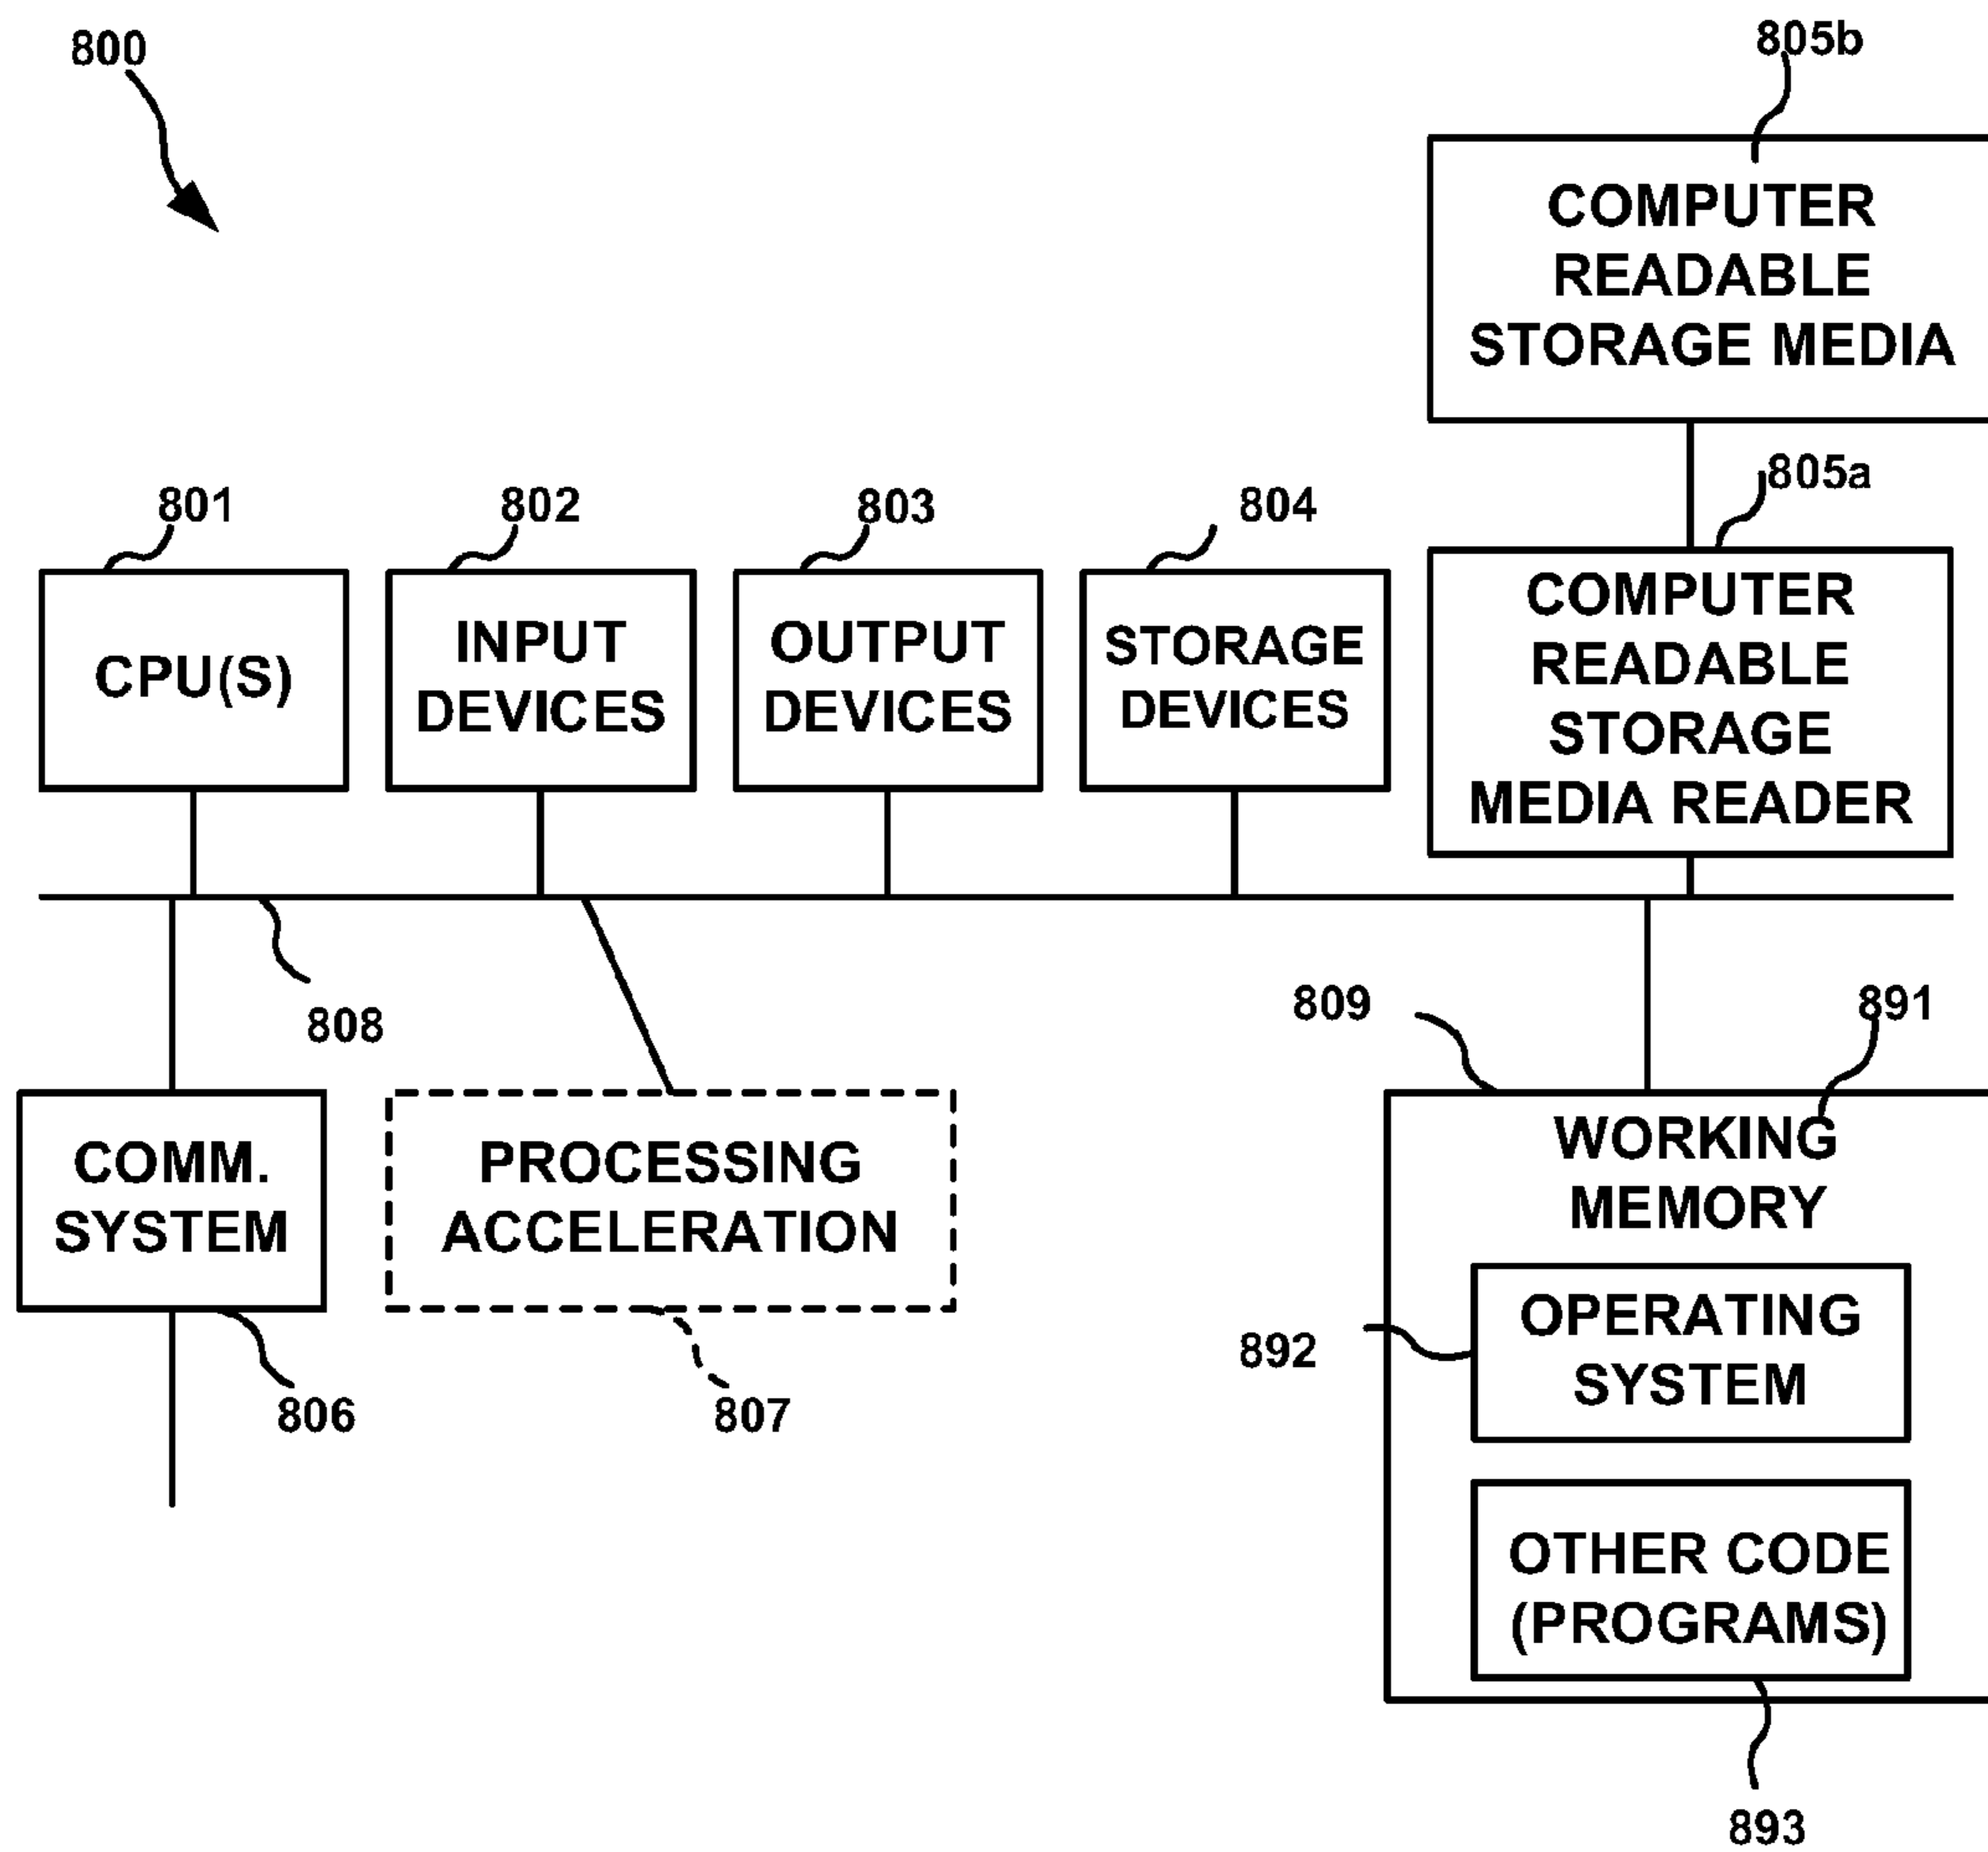 800
805b
COMPUTER
READABLE
STORAGE MEDIA
805a
801
802
803
804
CPU(S)
INPUT
DEVICES
OUTPUT
DEVICES
STORAGE
DEVICES
COMPUTER
READABLE
STORAGE
MEDIA READER
808
809
891
COMM.
SYSTEM
PROCESSING
ACCELERATION
WORKING
MEMORY
806
807
892
OPERATING
SYSTEM
OTHER CODE
(PROGRAMS)
893